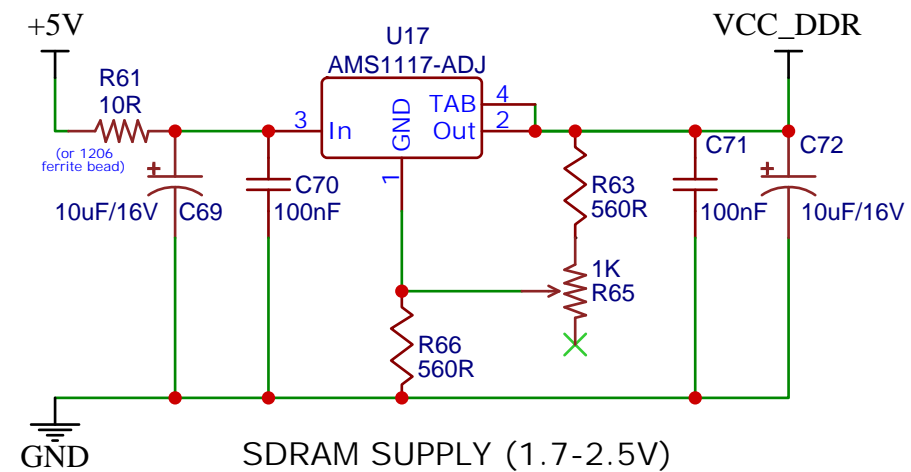 +5V
VCC_DDR
U17
AMS1117-ADJ
R61
10R
(or 1206
ferrite bead)
3
In
GND
TAB
Out
4
2
1
+
10uF/16V
C69
C70
100nF
R63
560R
1K
R65
R66
560R
C71
100nF
C72
+
10uF/16V
GND
SDRAM SUPPLY (1.7-2.5V)